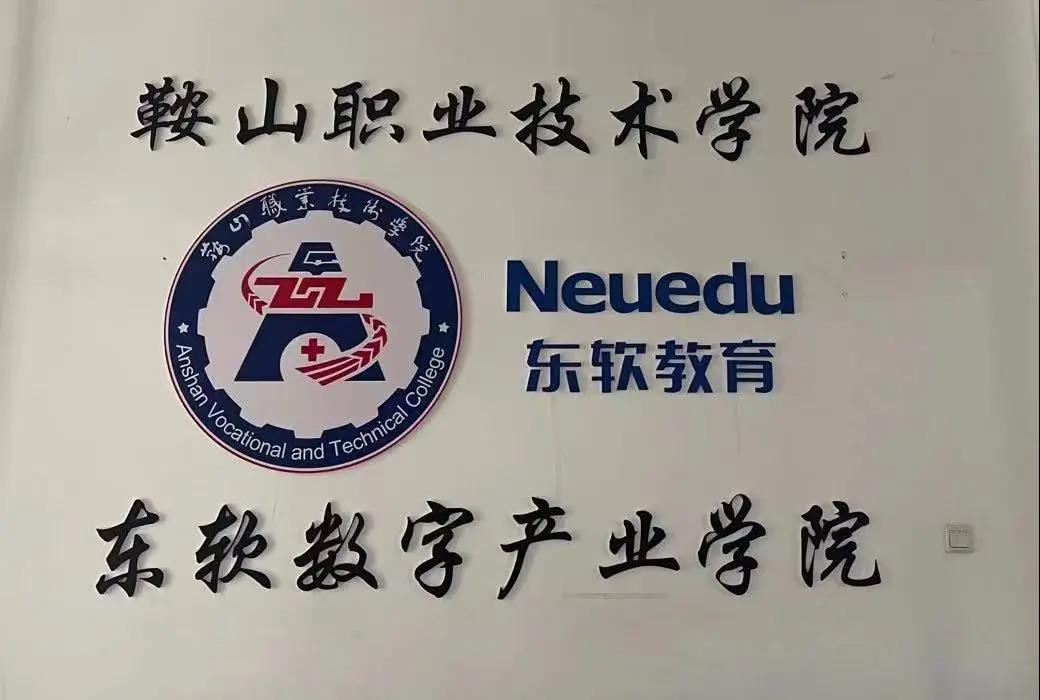 鞍山职业技术学院
鞍山職業技術学院
Anshan Vocational and Technical College
Neuedu
东软教育
东软数字产业学院